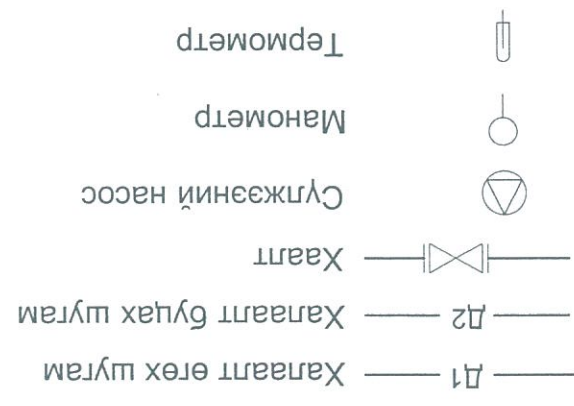 Д1 Халаалт өгөх шугам
Д2 Халаалт буцах шугам
Хаалт
Сүлжээний насос
Манометр
Термометр